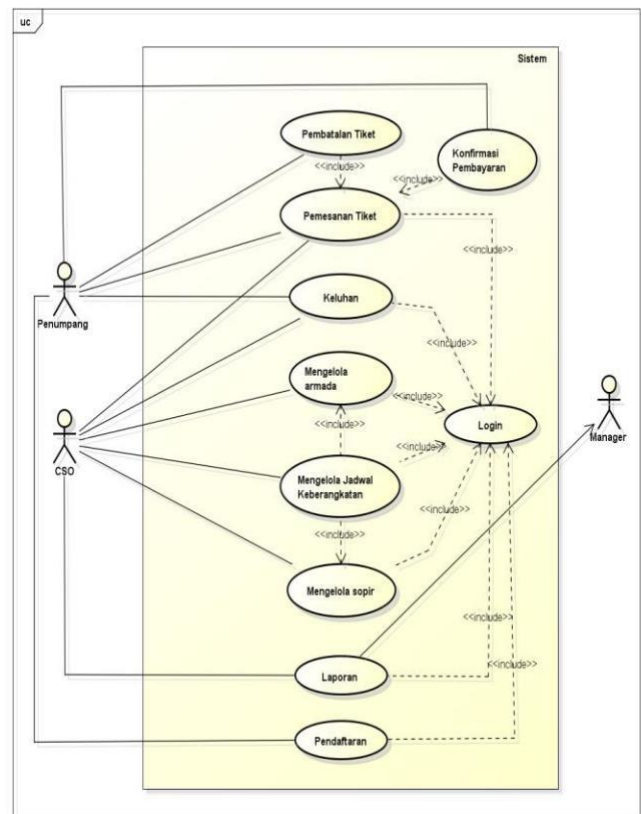 uc
Sistem
Pembatalan Tiket
<<include>>
Konfirmasi
Pembayaran
<<include>>
Pemesanan Tiket
<<include>>
Penumpang
Keluhan
<<include>>
Mengelola
armada
<<include>>
Login
Manager
CSO
<<include>>
<<include>>
Mengelola Jadwal
Keberangkatan
<<include>>
<<include>>
Mengelola sopir
<<include>>
Laporan
<<include>>
Pendaftaran